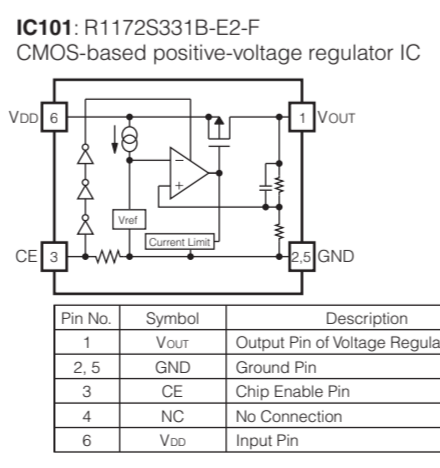 IC101: R1172S331B-E2-F
CMOS-based positive-voltage regulator IC
VDD 6
1 VOUT
−
+
Vref
Current Limit
CE 3
2,5 GND
Pin No. Symbol Description
1 VOUT Output Pin of Voltage Regula
2, 5 GND Ground Pin
3 CE Chip Enable Pin
4 NC No Connection
6 VDD Input Pin